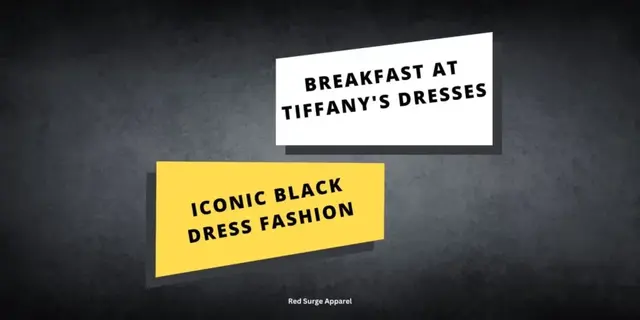 BREAKFAST AT
TIFFANY'S DRESSES
ICONIC BLACK
DRESS FASHION
Red Surge Apparel